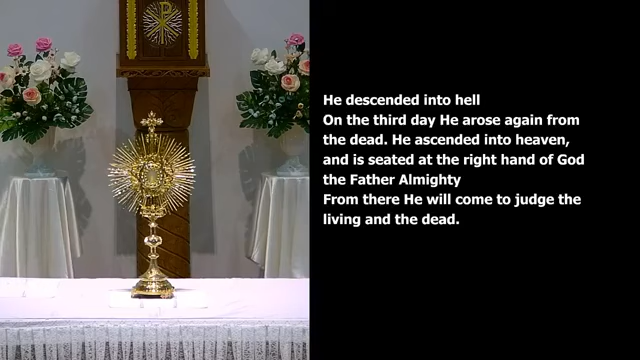 He descended into hell
On the third day He arose again from
the dead. He ascended into heaven,
and is seated at the right hand of God
the Father Almighty
From there He will come to judge the
living and the dead.